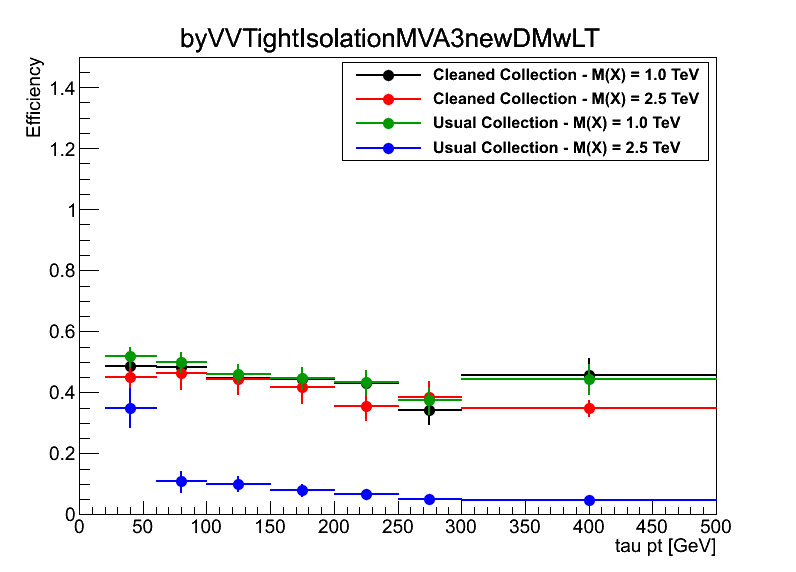 byVVTightIsolationMVA3newDMwLT
Efficiency
Cleaned Collection - M(X) = 1.0 TeV
Cleaned Collection - M(X) = 2.5 TeV
Usual Collection - M(X) = 1.0 TeV
Usual Collection - M(X) = 2.5 TeV
1.4
1.2
1
0.8
0.6
0.4
0.2
0
0 50 100 150 200 250 300 350 400 450 500
tau pt [GeV]